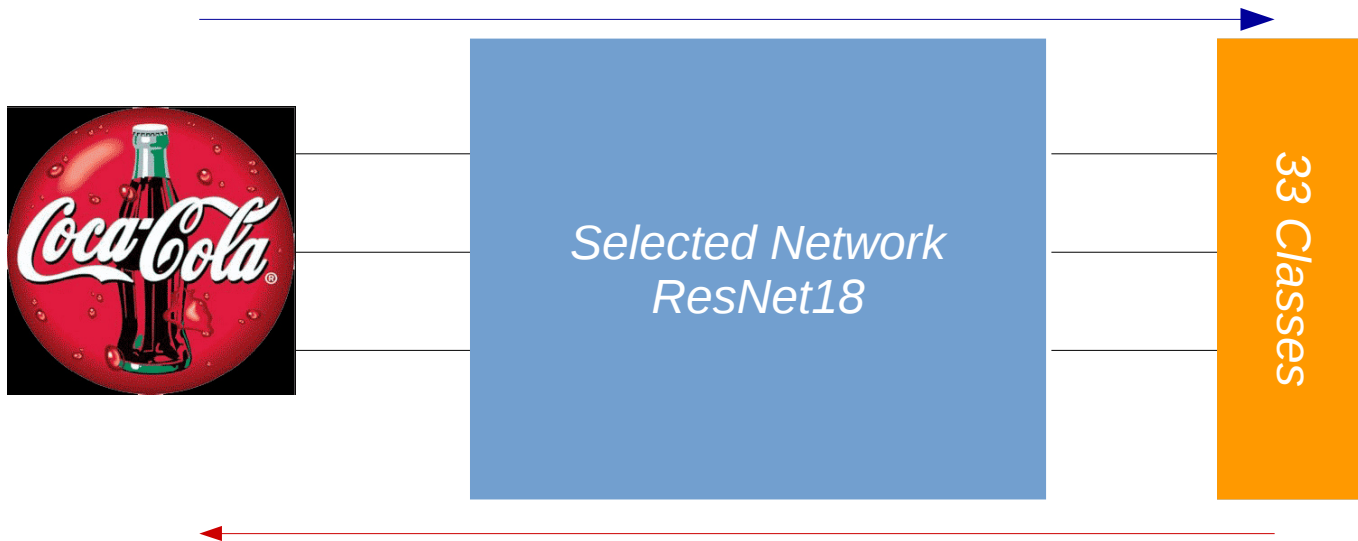 Coca-Cola
®
Selected Network
ResNet18
33 Classes